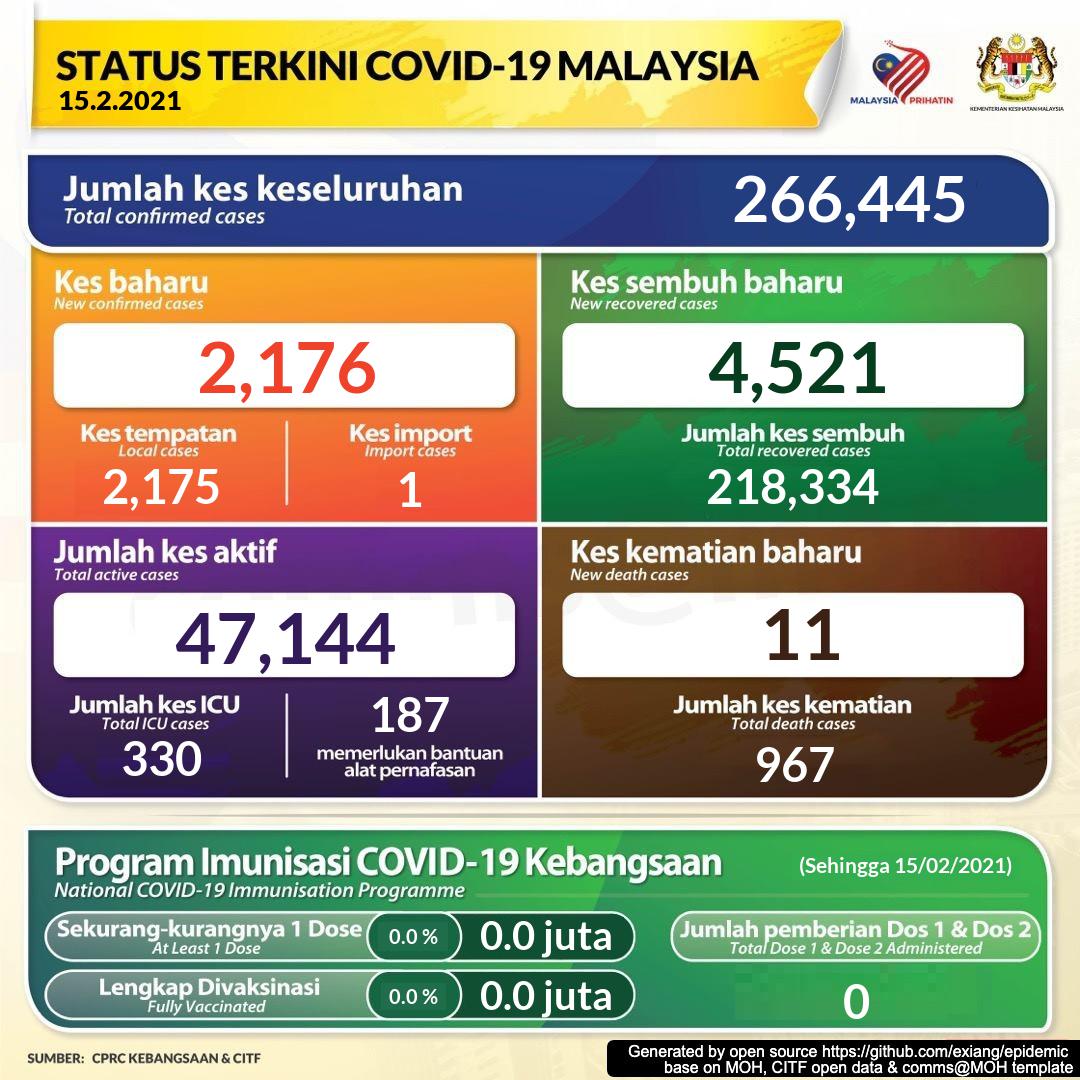 STATUS TERKINI COVID-19 MALAYSIA
15.2.2021
MALAYSIA PRIHATIN
KEMENTERIAN KESIHATAN MALAYSIA
Jumlah kes keseluruhan
Total confirmed cases
266,445
Kes baharu
New confirmed cases
2,176
Kes tempatan
Local cases
2,175
Kes import
Import cases
1
Kes sembuh baharu
New recovered cases
4,521
Jumlah kes sembuh
Total recovered cases
218,334
Jumlah kes aktif
Total active cases
47,144
Jumlah kes ICU
Total ICU cases
330
187
memerlukan bantuan
alat pernafasan
Kes kematian baharu
New death cases
11
Jumlah kes kematian
Total death cases
967
Program Imunisasi COVID-19 Kebangsaan
National COVID-19 Immunisation Programme
(Sehingga 15/02/2021)
Sekurang-kurangnya 1 Dose
At Least 1 Dose
0.0 %
0.0 juta
Lengkap Divaksinasi
Fully Vaccinated
0.0 %
0.0 juta
Jumlah pemberian Dos 1 & Dos 2
Total Dose 1 & Dose 2 Administered
0
SUMBER: CPRC KEBANGSAAN & CITF
Generated by open source https://github.com/exiang/epidemic
base on MOH, CITF open data & comms@MOH template